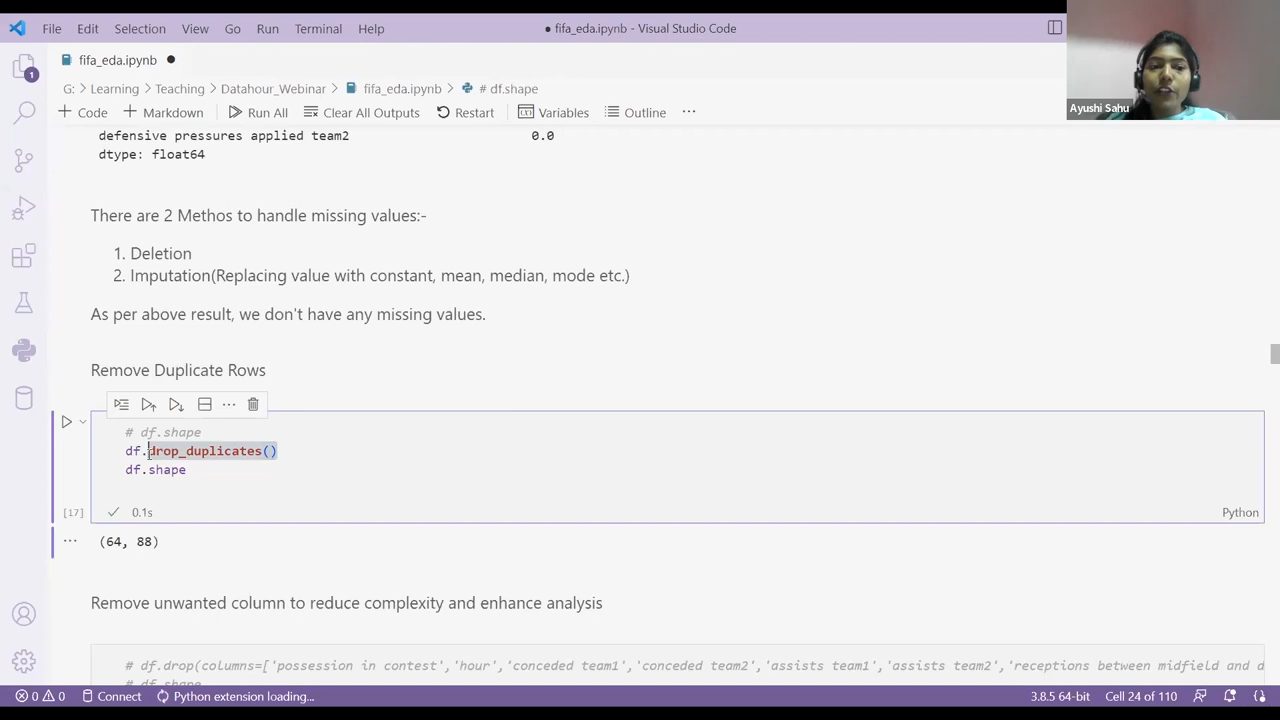 File Edit Selection View Go Run Terminal Help
● fifa_eda.ipynb - Visual Studio Code
fifa_eda.ipynb ●
G: > Learning > Teaching > Datahour_Webinar > fifa_eda.ipynb > # df.shape
+ Code + Markdown Run All Clear All Outputs Restart Variables Outline ...
Ayushi Sahu
1
defensive pressures applied team2 0.0
dtype: float64
There are 2 Methos to handle missing values:-
1. Deletion
2. Imputation(Replacing value with constant, mean, median, mode etc.)
As per above result, we don't have any missing values.
Remove Duplicate Rows
# df.shape
df.drop_duplicates()
df.shape
[17] ✓ 0.1s Python
... (64, 88)
Remove unwanted column to reduce complexity and enhance analysis
# df.drop(columns=['possession in contest','hour','conceded team1','conceded team2','assists team1','assists team2','receptions between midfield and d
# df.shape
0 0 Connect Python extension loading... 3.8.5 64-bit Cell 24 of 110